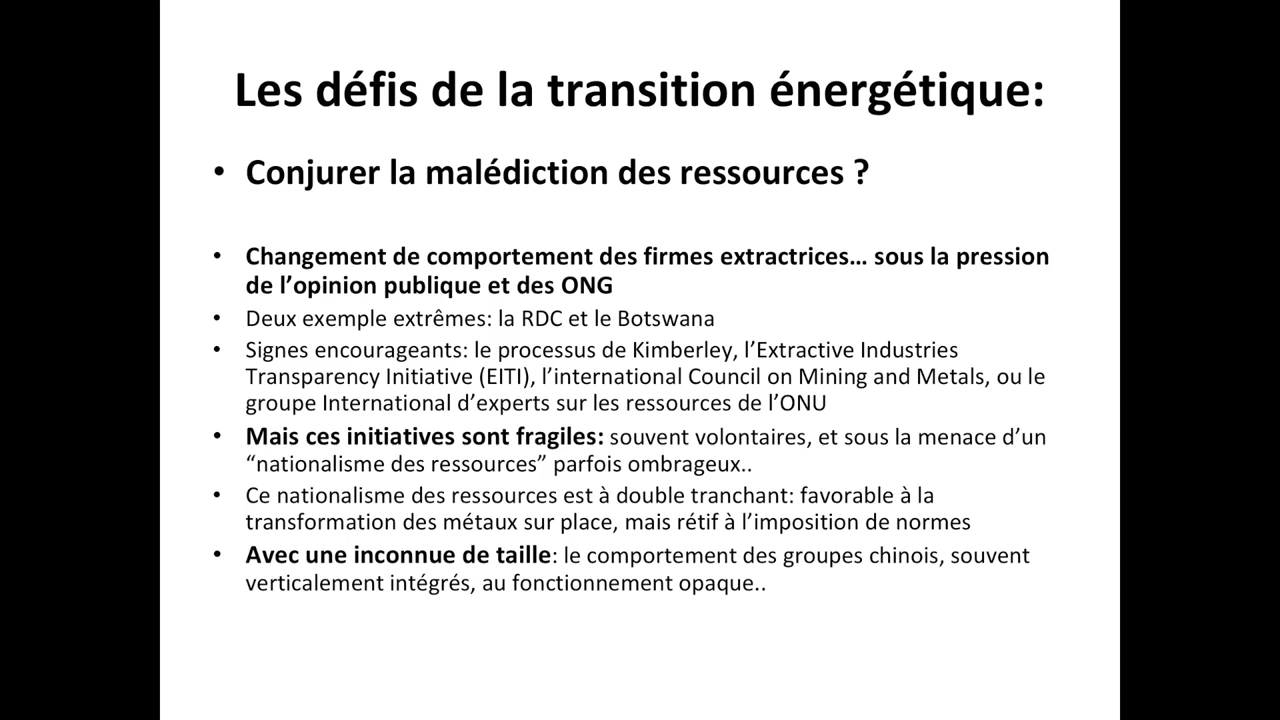 Les défis de la transition énergétique:
• Conjurer la malédiction des ressources ?
• Changement de comportement des firmes extractrices… sous la pression
de l’opinion publique et des ONG
• Deux exemple extrêmes: la RDC et le Botswana
• Signes encourageants: le processus de Kimberley, l’Extractive Industries
Transparency Initiative (EITI), l’international Council on Mining and Metals, ou le
groupe International d’experts sur les ressources de l’ONU
• Mais ces initiatives sont fragiles: souvent volontaires, et sous la menace d’un
“nationalisme des ressources” parfois ombrageux..
• Ce nationalisme des ressources est à double tranchant: favorable à la
transformation des métaux sur place, mais rétif à l’imposition de normes
• Avec une inconnue de taille: le comportement des groupes chinois, souvent
verticalement intégrés, au fonctionnement opaque..